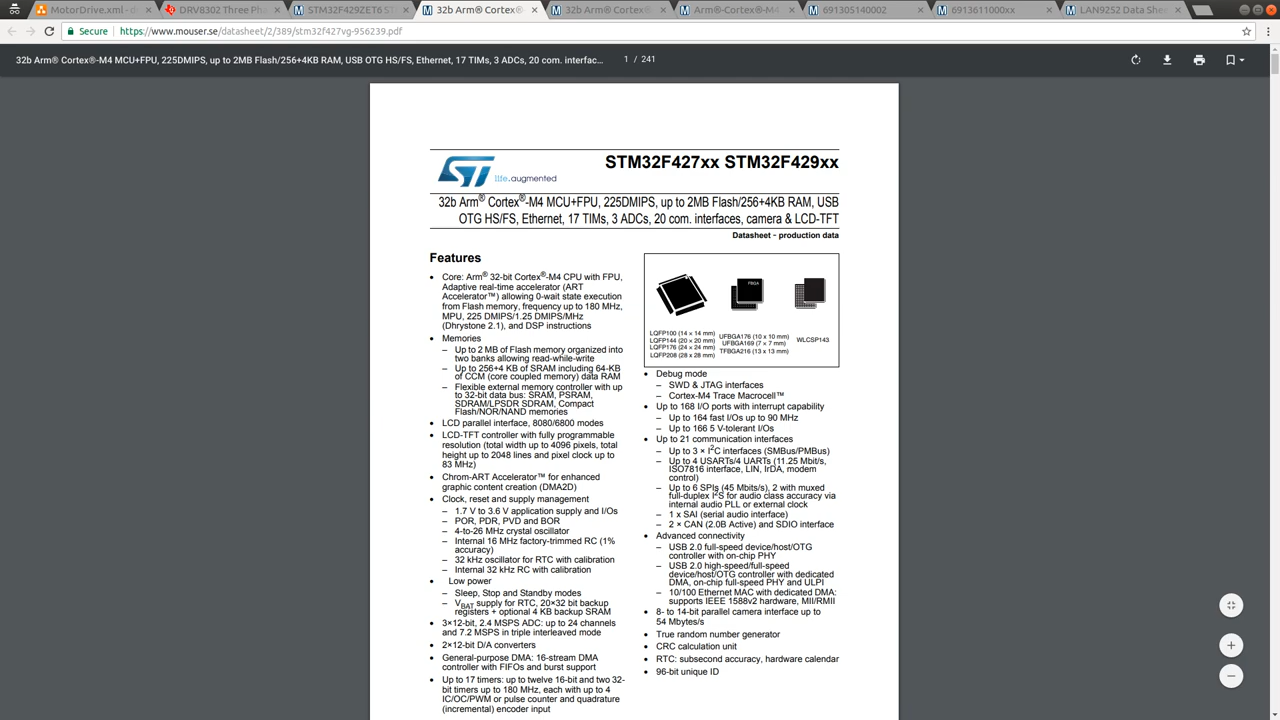 MotorDrive.xml - d
DRV8302 Three Pha
STM32F429ZET6 ST
32b Arm® Cortex®
32b Arm® Cortex®
Arm®-Cortex®-M4
691305140002
6913611000xx
LAN9252 Data She
Secure
https://www.mouser.se/datasheet/2/389/stm32f427vg-956239.pdf
32b Arm® Cortex®-M4 MCU+FPU, 225DMIPS, up to 2MB Flash/256+4KB RAM, USB OTG HS/FS, Ethernet, 17 TIMs, 3 ADCs, 20 com. interfac...
1 / 241
ST life.augmented
STM32F427xx STM32F429xx
32b Arm® Cortex®-M4 MCU+FPU, 225DMIPS, up to 2MB Flash/256+4KB RAM, USB
OTG HS/FS, Ethernet, 17 TIMs, 3 ADCs, 20 com. interfaces, camera & LCD-TFT
Datasheet - production data
Features
• Core: Arm® 32-bit Cortex®-M4 CPU with FPU,
Adaptive real-time accelerator (ART
Accelerator™) allowing 0-wait state execution
from Flash memory, frequency up to 180 MHz,
MPU, 225 DMIPS/1.25 DMIPS/MHz
(Dhrystone 2.1), and DSP instructions
• Memories
– Up to 2 MB of Flash memory organized into
two banks allowing read-while-write
– Up to 256+4 KB of SRAM including 64-KB
of CCM (core coupled memory) data RAM
– Flexible external memory controller with up
to 32-bit data bus: SRAM, PSRAM,
SDRAM/LPSDR SDRAM, Compact
Flash/NOR/NAND memories
• LCD parallel interface, 8080/6800 modes
• LCD-TFT controller with fully programmable
resolution (total width up to 4096 pixels, total
height up to 2048 lines and pixel clock up to
83 MHz)
• Chrom-ART Accelerator™ for enhanced
graphic content creation (DMA2D)
• Clock, reset and supply management
– 1.7 V to 3.6 V application supply and I/Os
– POR, PDR, PVD and BOR
– 4-to-26 MHz crystal oscillator
– Internal 16 MHz factory-trimmed RC (1%
accuracy)
– 32 kHz oscillator for RTC with calibration
– Internal 32 kHz RC with calibration
• Low power
– Sleep, Stop and Standby modes
– VBAT supply for RTC, 20×32 bit backup
registers + optional 4 KB backup SRAM
• 3×12-bit, 2.4 MSPS ADC: up to 24 channels
and 7.2 MSPS in triple interleaved mode
• 2×12-bit D/A converters
• General-purpose DMA: 16-stream DMA
controller with FIFOs and burst support
• Up to 17 timers: up to twelve 16-bit and two 32-
bit timers up to 180 MHz, each with up to 4
IC/OC/PWM or pulse counter and quadrature
(incremental) encoder input
FBGA
LQFP100 (14 × 14 mm)
LQFP144 (20 × 20 mm)
LQFP176 (24 × 24 mm)
LQFP208 (28 x 28 mm)
UFBGA176 (10 x 10 mm)
UFBGA169 (7 × 7 mm)
TFBGA216 (13 x 13 mm)
WLCSP143
• Debug mode
– SWD & JTAG interfaces
– Cortex-M4 Trace Macrocell™
• Up to 168 I/O ports with interrupt capability
– Up to 164 fast I/Os up to 90 MHz
– Up to 166 5 V-tolerant I/Os
• Up to 21 communication interfaces
– Up to 3 × I2C interfaces (SMBus/PMBus)
– Up to 4 USARTs/4 UARTs (11.25 Mbit/s,
ISO7816 interface, LIN, IrDA, modem
control)
– Up to 6 SPIs (45 Mbits/s), 2 with muxed
full-duplex I2S for audio class accuracy via
internal audio PLL or external clock
– 1 x SAI (serial audio interface)
– 2 × CAN (2.0B Active) and SDIO interface
• Advanced connectivity
– USB 2.0 full-speed device/host/OTG
controller with on-chip PHY
– USB 2.0 high-speed/full-speed
device/host/OTG controller with dedicated
DMA, on-chip full-speed PHY and ULPI
– 10/100 Ethernet MAC with dedicated DMA:
supports IEEE 1588v2 hardware, MII/RMII
• 8- to 14-bit parallel camera interface up to
54 Mbytes/s
• True random number generator
• CRC calculation unit
• RTC: subsecond accuracy, hardware calendar
• 96-bit unique ID